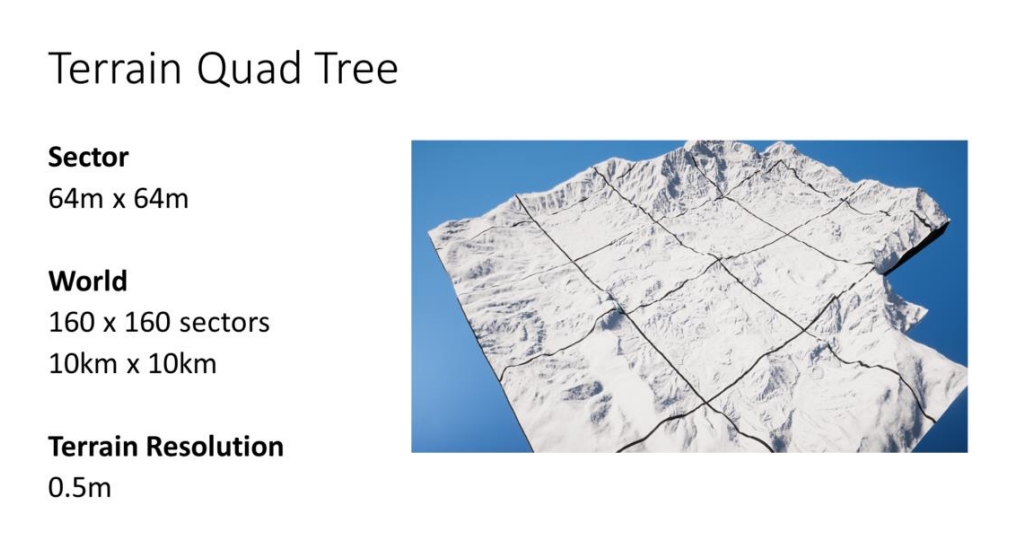 Terrain Quad Tree
Sector
64m x 64m
World
160 x 160 sectors
10km x 10km
Terrain Resolution
0.5m